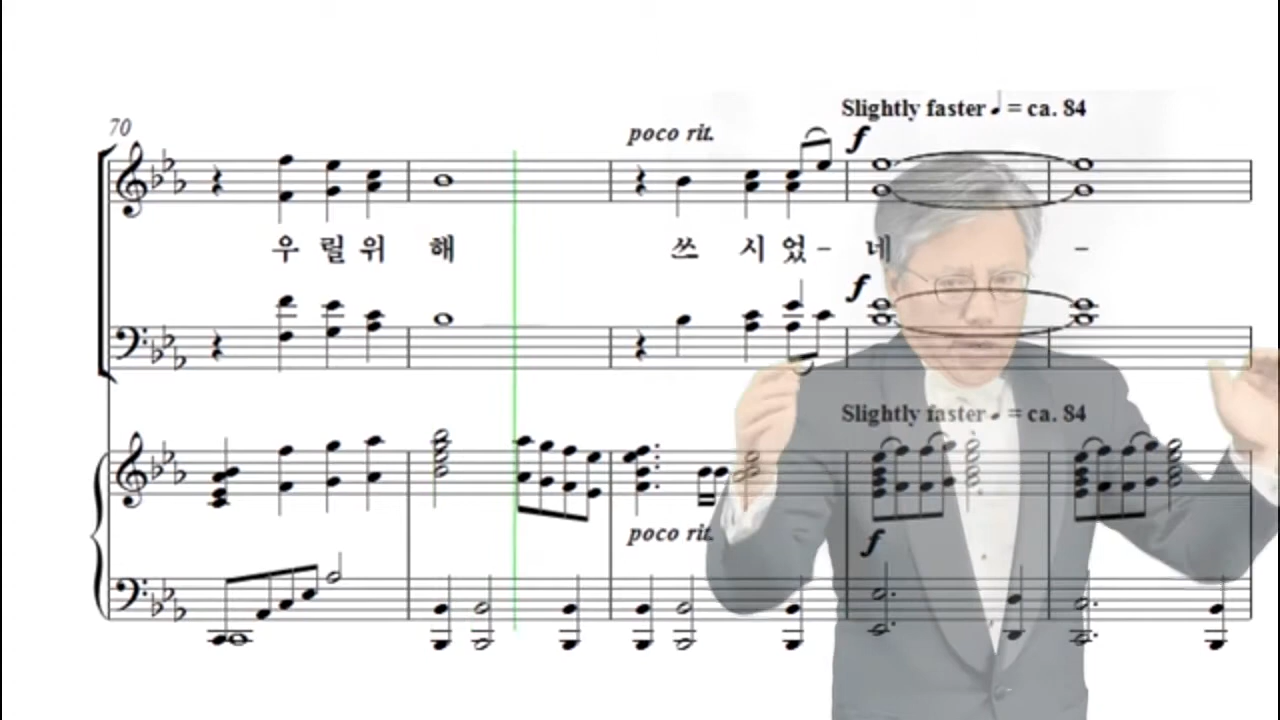 Slightly faster ♩ = ca. 84
70
poco rit.
f
우 릴 위 해 쓰 시 었 – 네 –
f
Slightly faster ♩ = ca. 84
poco rit.
f